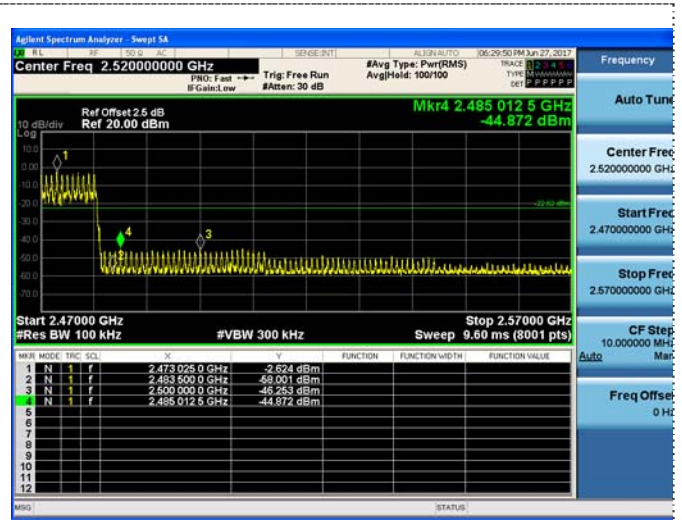 Agilent Spectrum Analyzer - Swept SA
RL RF 50 Ω AC SENSE:INT ALIGN AUTO 06:29:50 PM Jun 27, 2017
Center Freq 2.520000000 GHz #Avg Type: Pwr(RMS) TRACE 1 2 3 4 5 6
PNO: Fast Trig: Free Run Avg|Hold: 100/100 TYPE M
IFGain:Low #Atten: 30 dB DET P P P P P P
Ref Offset 2.5 dB Mkr4 2.485 012 5 GHz
10 dB/div Ref 20.00 dBm -44.872 dBm
Log
10.0
0.00
-10.0
-20.0
-30.0
-40.0
-50.0
-60.0
-70.0
1
4
2
3
-22.62 dBm
Start 2.47000 GHz Stop 2.57000 GHz
#Res BW 100 kHz #VBW 300 kHz Sweep 9.60 ms (8001 pts)
MKR MODE TRC SCL X Y FUNCTION FUNCTION WIDTH FUNCTION VALUE
1 N 1 f 2.473 025 0 GHz -2.624 dBm
2 N 1 f 2.483 500 0 GHz -58.001 dBm
3 N 1 f 2.500 000 0 GHz -46.253 dBm
4 N 1 f 2.485 012 5 GHz -44.872 dBm
5
6
7
8
9
10
11
12
MSG STATUS
Frequency
Auto Tune
Center Freq
2.520000000 GHz
Start Freq
2.470000000 GHz
Stop Freq
2.570000000 GHz
CF Step
10.000000 MHz
Auto Man
Freq Offset
0 Hz